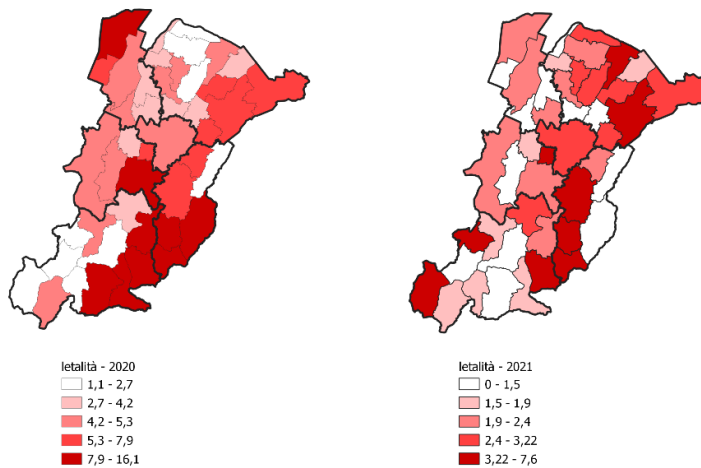 letalità - 2020
1,1 - 2,7
2,7 - 4,2
4,2 - 5,3
5,3 - 7,9
7,9 - 16,1
letalità - 2021
0 - 1,5
1,5 - 1,9
1,9 - 2,4
2,4 - 3,22
3,22 - 7,6